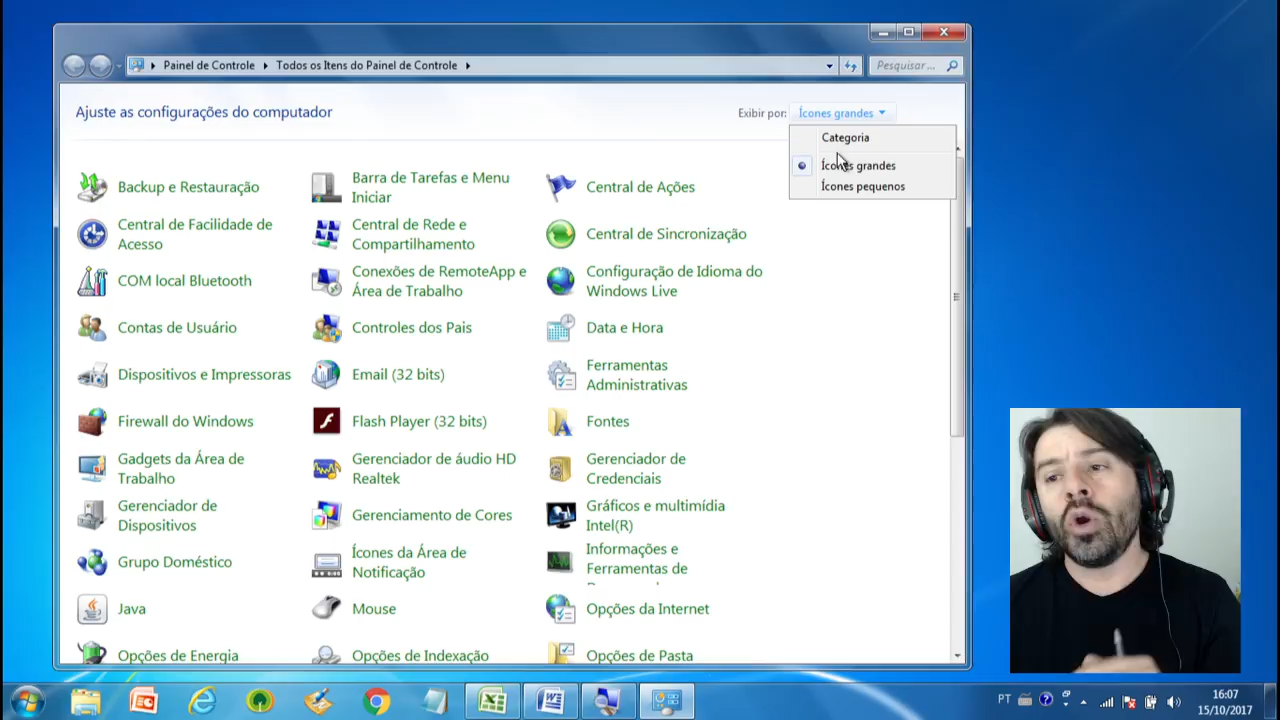 Painel de Controle
Todos os Itens do Painel de Controle
Pesquisar...
Ajuste as configurações do computador
Exibir por:
Ícones grandes
Categoria
Ícones grandes
Ícones pequenos
Backup e Restauração
Barra de Tarefas e Menu
Iniciar
Central de Ações
Central de Facilidade de
Acesso
Central de Rede e
Compartilhamento
Central de Sincronização
COM local Bluetooth
Conexões de RemoteApp e
Área de Trabalho
Configuração de Idioma do
Windows Live
Contas de Usuário
Controles dos Pais
Data e Hora
Dispositivos e Impressoras
Email (32 bits)
Ferramentas
Administrativas
Firewall do Windows
Flash Player (32 bits)
Fontes
Gadgets da Área de
Trabalho
Gerenciador de áudio HD
Realtek
Gerenciador de
Credenciais
Gerenciador de
Dispositivos
Gerenciamento de Cores
Gráficos e multimídia
Intel(R)
Grupo Doméstico
Ícones da Área de
Notificação
Informações e
Ferramentas de
Java
Mouse
Opções da Internet
Opções de Energia
Opções de Indexação
Opções de Pasta
PT
16:07
15/10/2017